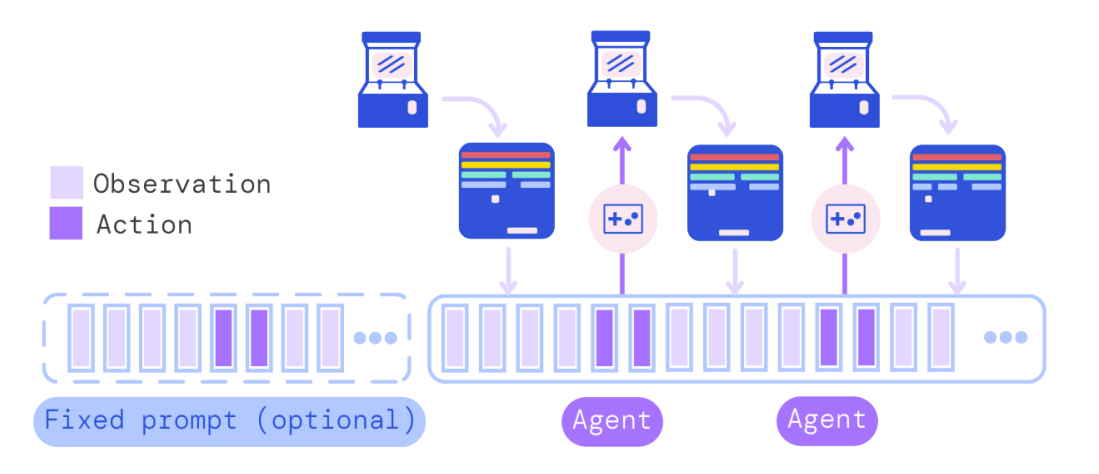 Observation
Action
Fixed prompt (optional)
Agent
Agent